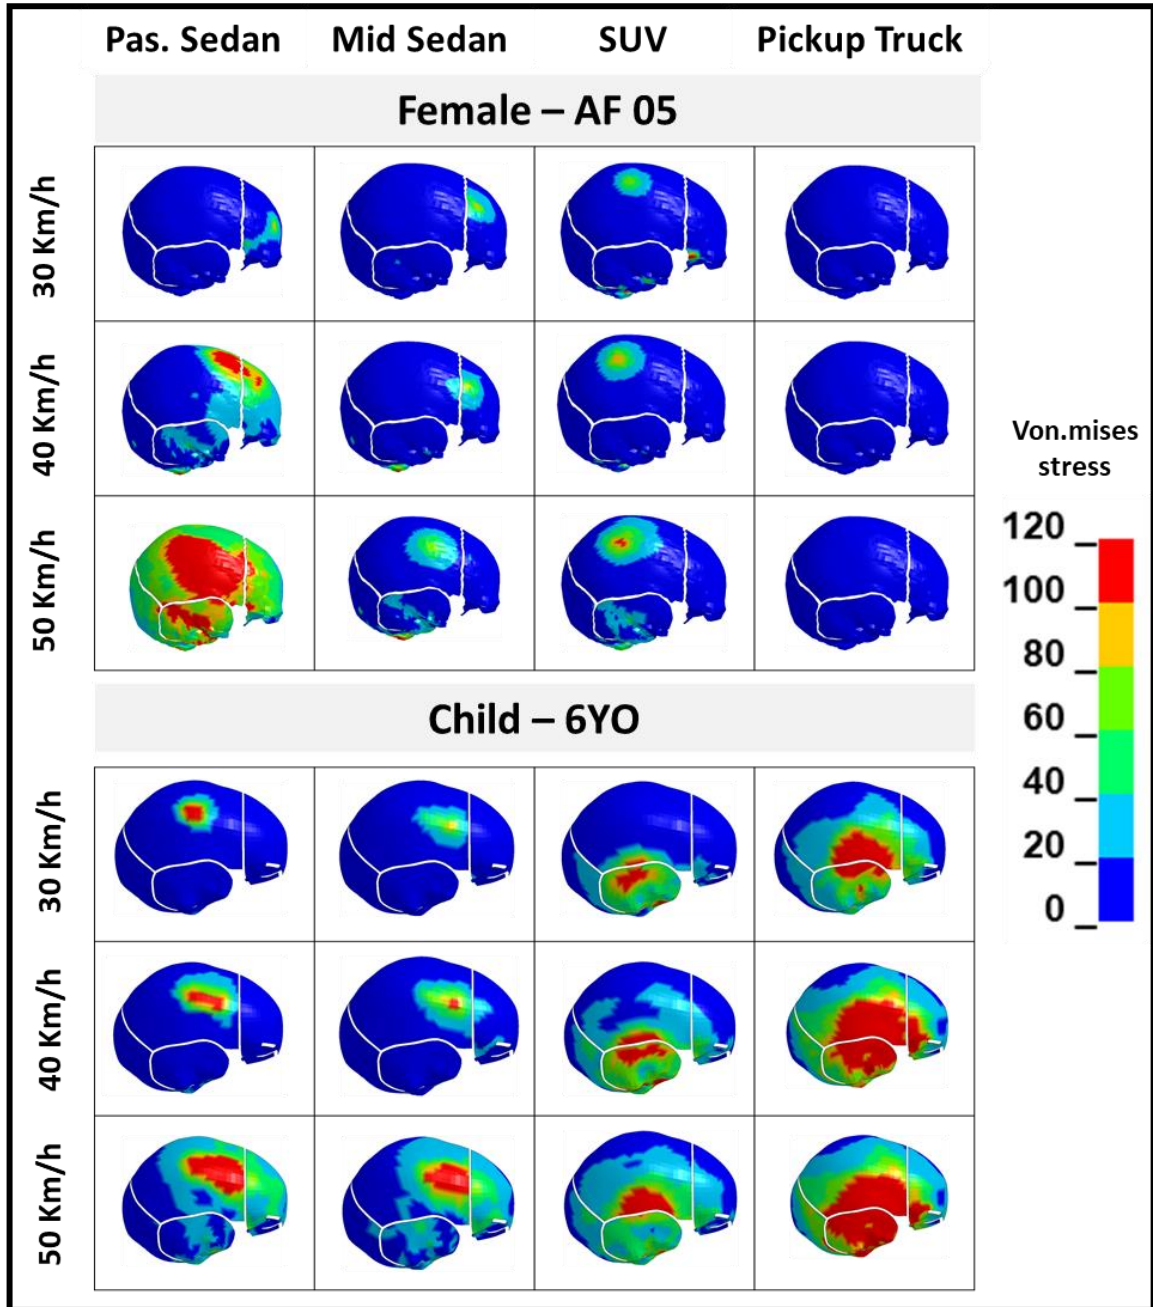 Pas. Sedan Mid Sedan SUV Pickup Truck
Female – AF 05
30 Km/h
40 Km/h
50 Km/h
Child – 6YO
30 Km/h
40 Km/h
50 Km/h
Von.mises
stress
120
100
80
60
40
20
0